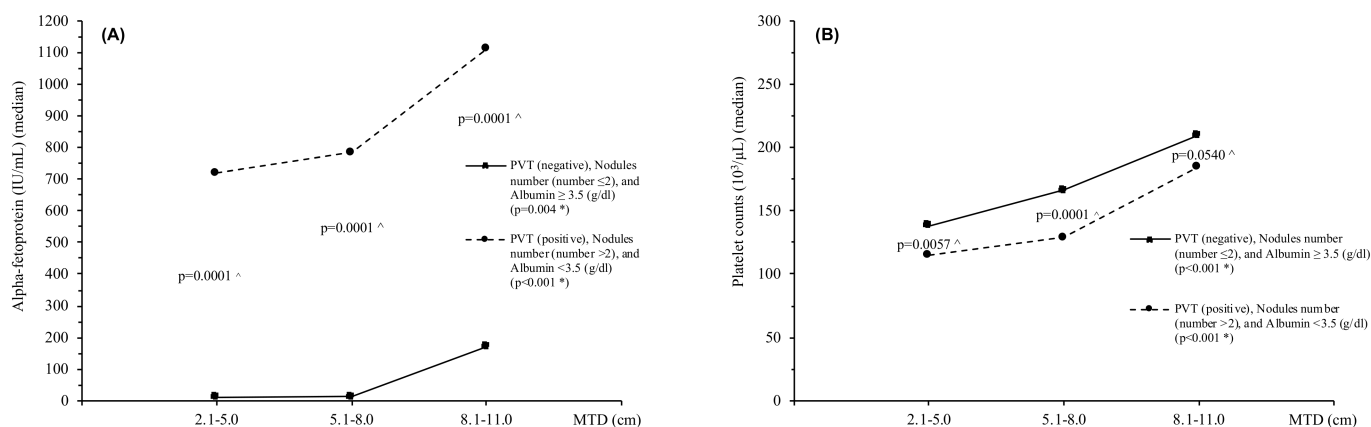 (A)
Alpha-fetoprotein (IU/mL) (median)
1200
1100
1000
900
800
700
600
500
400
300
200
100
0
p=0.0001 ^
p=0.0001 ^
p=0.0001 ^
PVT (negative), Nodules
number (number ≤2), and
Albumin ≥ 3.5 (g/dl)
(p=0.004 *)
PVT (positive), Nodules
number (number >2), and
Albumin <3.5 (g/dl)
(p<0.001 *)
2.1-5.0
5.1-8.0
8.1-11.0
MTD (cm)
(B)
Platelet counts (10³/μL) (median)
300
250
200
150
100
50
0
p=0.0057 ^
p=0.0001 ^
p=0.0540 ^
PVT (negative), Nodules number
(number ≤2), and Albumin ≥ 3.5 (g/dl)
(p<0.001 *)
PVT (positive), Nodules number
(number >2), and Albumin <3.5 (g/dl)
(p<0.001 *)
2.1-5.0
5.1-8.0
8.1-11.0
MTD (cm)